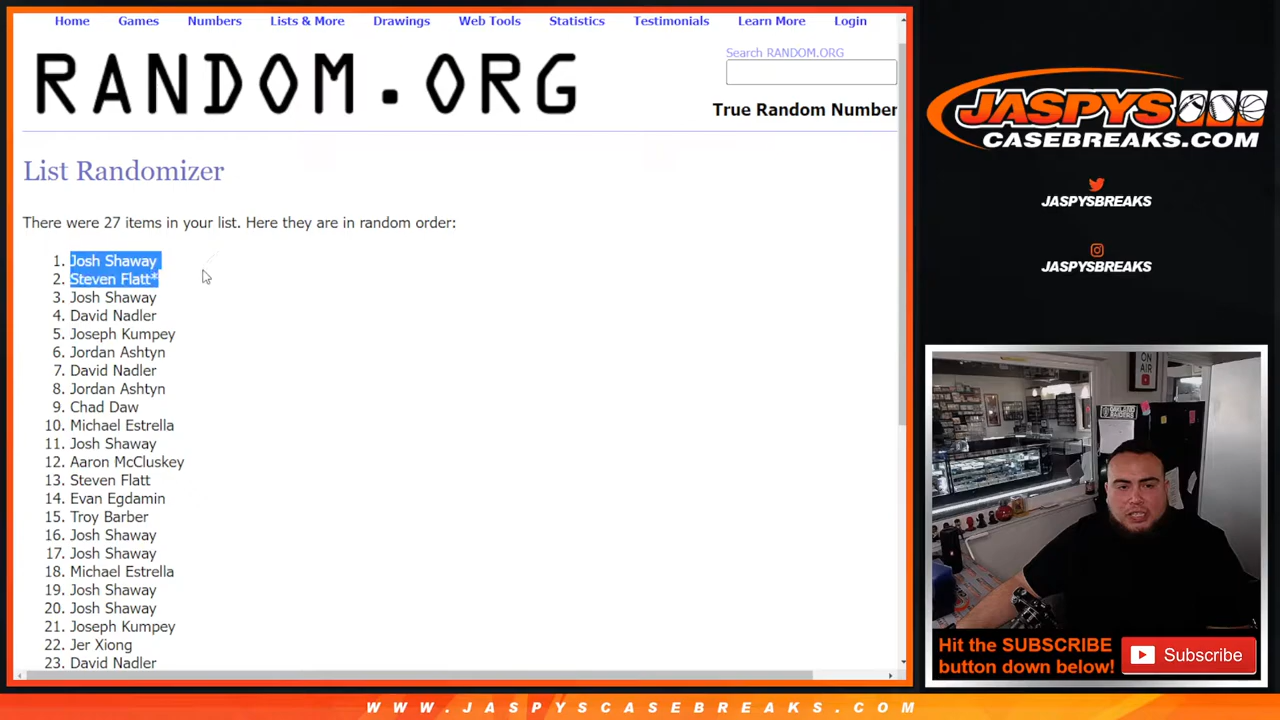 Home Games Numbers Lists & More Drawings Web Tools Statistics Testimonials Learn More Login
RANDOM.ORG
Search RANDOM.ORG
True Random Number
List Randomizer
There were 27 items in your list. Here they are in random order:
1. Josh Shaway
2. Steven Flatt*
3. Josh Shaway
4. David Nadler
5. Joseph Kumpey
6. Jordan Ashtyn
7. David Nadler
8. Jordan Ashtyn
9. Chad Daw
10. Michael Estrella
11. Josh Shaway
12. Aaron McCluskey
13. Steven Flatt
14. Evan Egdamin
15. Troy Barber
16. Josh Shaway
17. Josh Shaway
18. Michael Estrella
19. Josh Shaway
20. Josh Shaway
21. Joseph Kumpey
22. Jer Xiong
23. David Nadler
JASPYS
CASEBREAKS.COM
JASPYSBREAKS
JASPYSBREAKS
ON
AIR
OAKLAND
RAIDERS
Hit the SUBSCRIBE
button down below!
Subscribe
WWW.JASPYSCASEBREAKS.COM